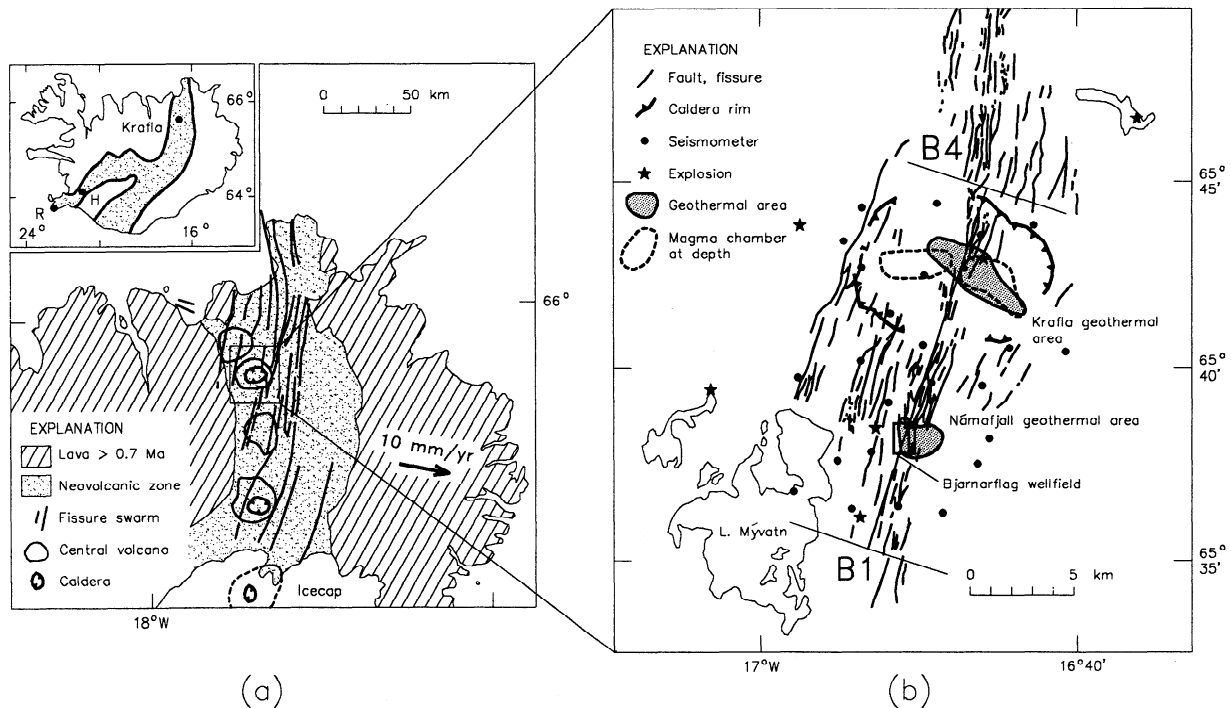 66°
Krafla
64°
H
R
24°
16°
0 50 km
66°
10 mm/yr
EXPLANATION
Lava > 0.7 Ma
Neavolcanic zone
Fissure swarm
Central volcano
Caldera
Icecap
18°W
(a)
EXPLANATION
Fault, fissure
Caldera rim
Seismometer
Explosion
Geothermal area
Magma chamber
at depth
B4
65°
45'
Krafla geothermal
area
65°
40'
Námafjall geothermal area
Bjarnarflag wellfield
L. Mývatn
B1
65°
35'
0 5 km
17°W
16°40'
(b)